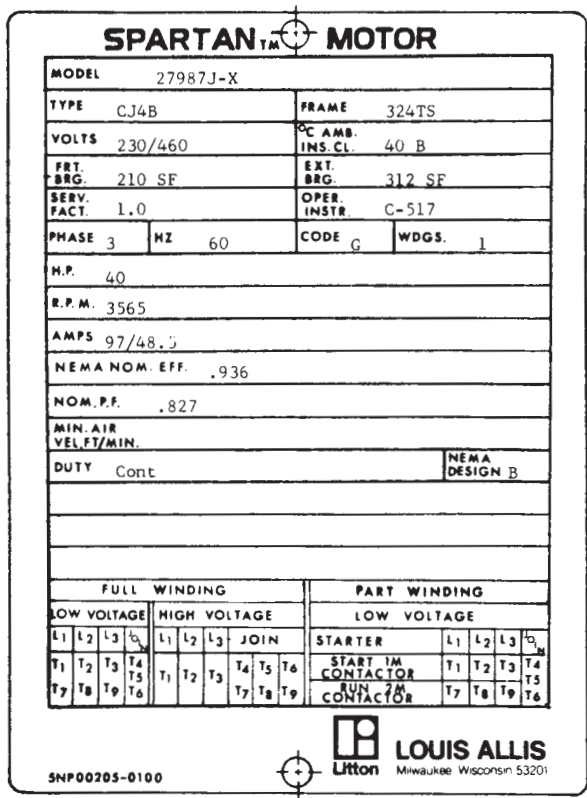 SPARTAN TM MOTOR
MODEL 27987J-X
TYPE CJ4B FRAME 324TS
VOLTS 230/460 °C AMB. INS. CL. 40 B
FRT. BRG. 210 SF EXT. BRG. 312 SF
SERV. FACT. 1.0 OPER. INSTR. C-517
PHASE 3 HZ 60 CODE G WDGS. 1
H.P. 40
R.P.M. 3565
AMPS 97/48.5
NEMA NOM. EFF. .936
NOM. P.F. .827
MIN. AIR VEL. FT/MIN.
DUTY Cont NEMA DESIGN B
FULL WINDING PART WINDING
LOW VOLTAGE HIGH VOLTAGE LOW VOLTAGE
L1 L2 L3 JOIN L1 L2 L3 JOIN STARTER L1 L2 L3 JOIN
T1 T2 T3 T4 T5 T1 T2 T3 T4 T5 T6 START 1M CONTACTOR T1 T2 T3 T4 T5
T7 T8 T9 T6 T7 T8 T9 RUN 2M CONTACTOR T7 T8 T9 T6
Litton LOUIS ALLIS
Milwaukee Wisconsin 53201
SNP00205-0100